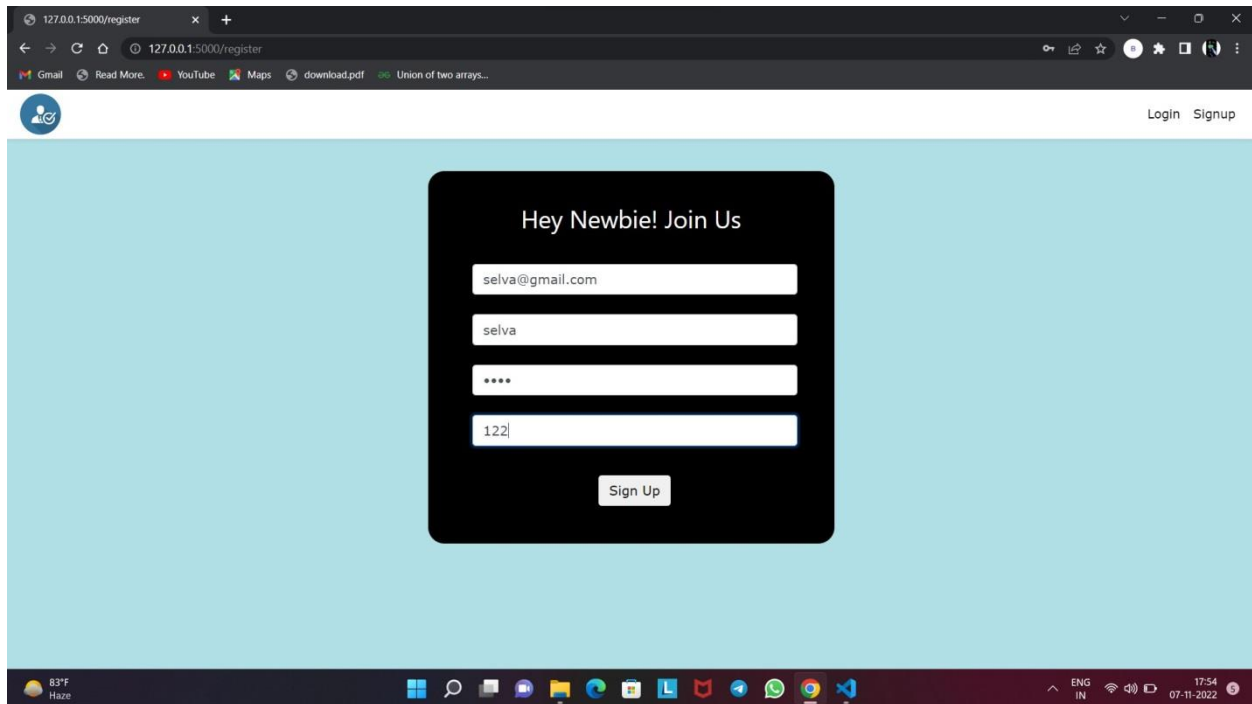 127.0.0.1:5000/register
127.0.0.1:5000/register
Gmail Read More. YouTube Maps download.pdf Union of two arrays...
Login Signup
Hey Newbie! Join Us
selva@gmail.com
selva
••••
122
Sign Up
83°F
Haze
ENG
IN
17:54
07-11-2022